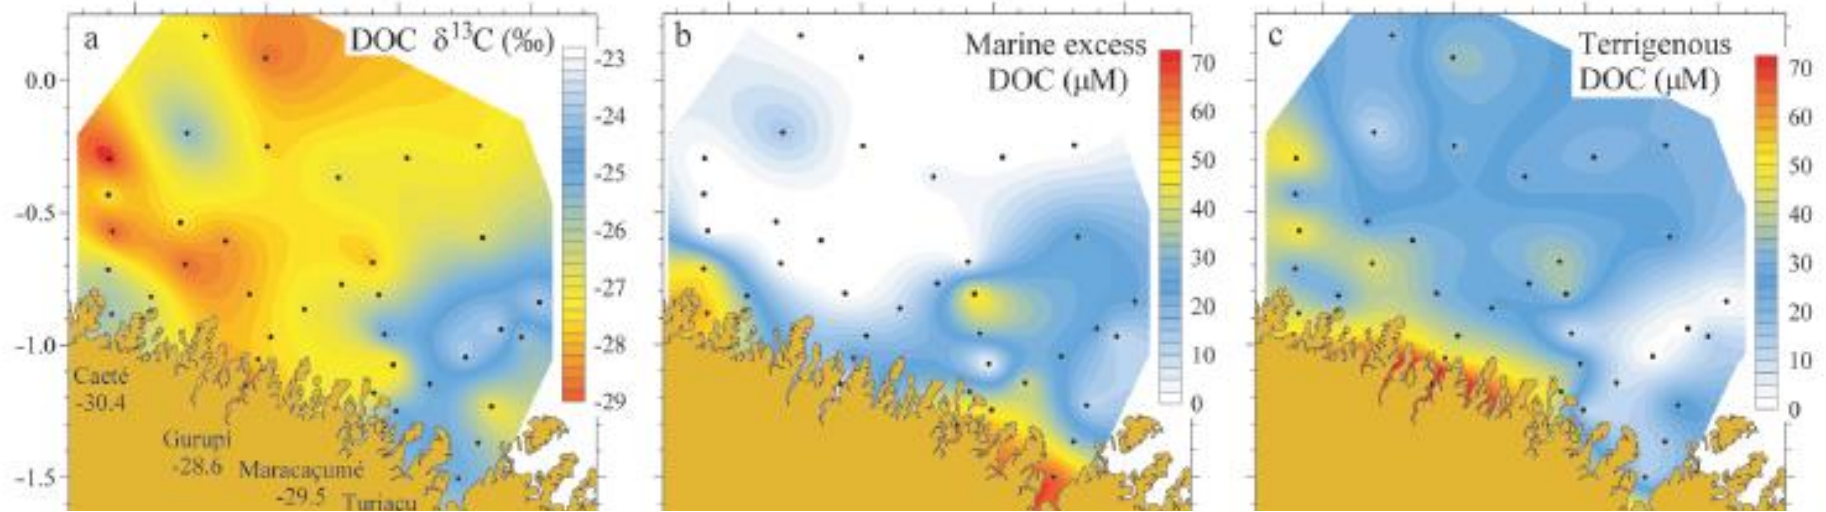 a
DOC δ¹³C (‰)
0.0
-0.5
-1.0
-1.5
-23
-24
-25
-26
-27
-28
-29
Caeté
-30.4
Gurupi
-28.6
Maracaçumé
-29.5
Turiaçu
b
Marine excess
DOC (μM)
70
60
50
40
30
20
10
0
c
Terrigenous
DOC (μM)
70
60
50
40
30
20
10
0